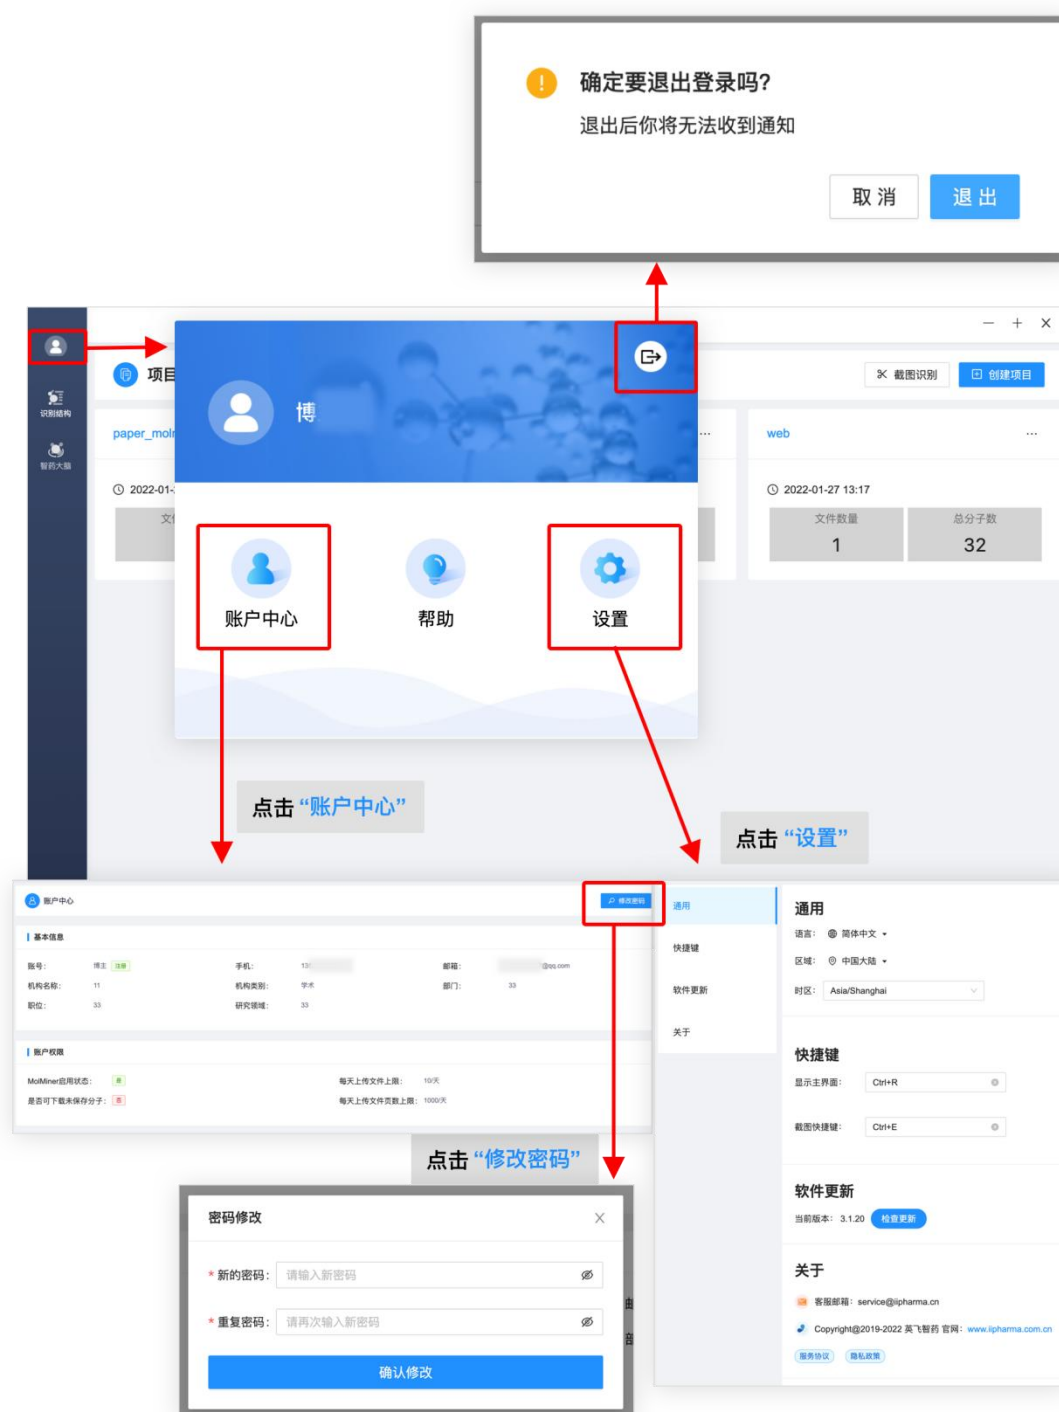 确定要退出登录吗?
退出后你将无法收到通知
取 消
退 出
项目
截图识别
创建项目
识别结构
智药大脑
博
paper_molr
...
web
...
2022-01-
2022-01-27 13:17
文件数量
总分子数
1
32
账户中心
帮助
设置
点击 “账户中心”
点击 “设置”
账户中心
修改密码
基本信息
账号:
博主
注册
手机:
邮箱:
@qq.com
机构名称:
11
机构类别:
学术
部门:
33
职位:
33
研究领域:
33
账户权限
MolMiner启用状态:
是
每天上传文件上限:
10/天
是否可下载未保存分子:
否
每天上传文件页数上限:
1000/天
点击 “修改密码”
密码修改
* 新的密码:
请输入新密码
* 重复密码:
请再次输入新密码
确认修改
通用
快捷键
软件更新
关于
通用
语言:
简体中文
区域:
中国大陆
时区:
Asia/Shanghai
快捷键
显示主界面:
Ctrl+R
截图快捷键:
Ctrl+E
软件更新
当前版本: 3.1.20
检查更新
关于
客服邮箱: service@iipharma.cn
Copyright@2019-2022 英飞智药 官网: www.iipharma.com.cn
服务协议
隐私政策